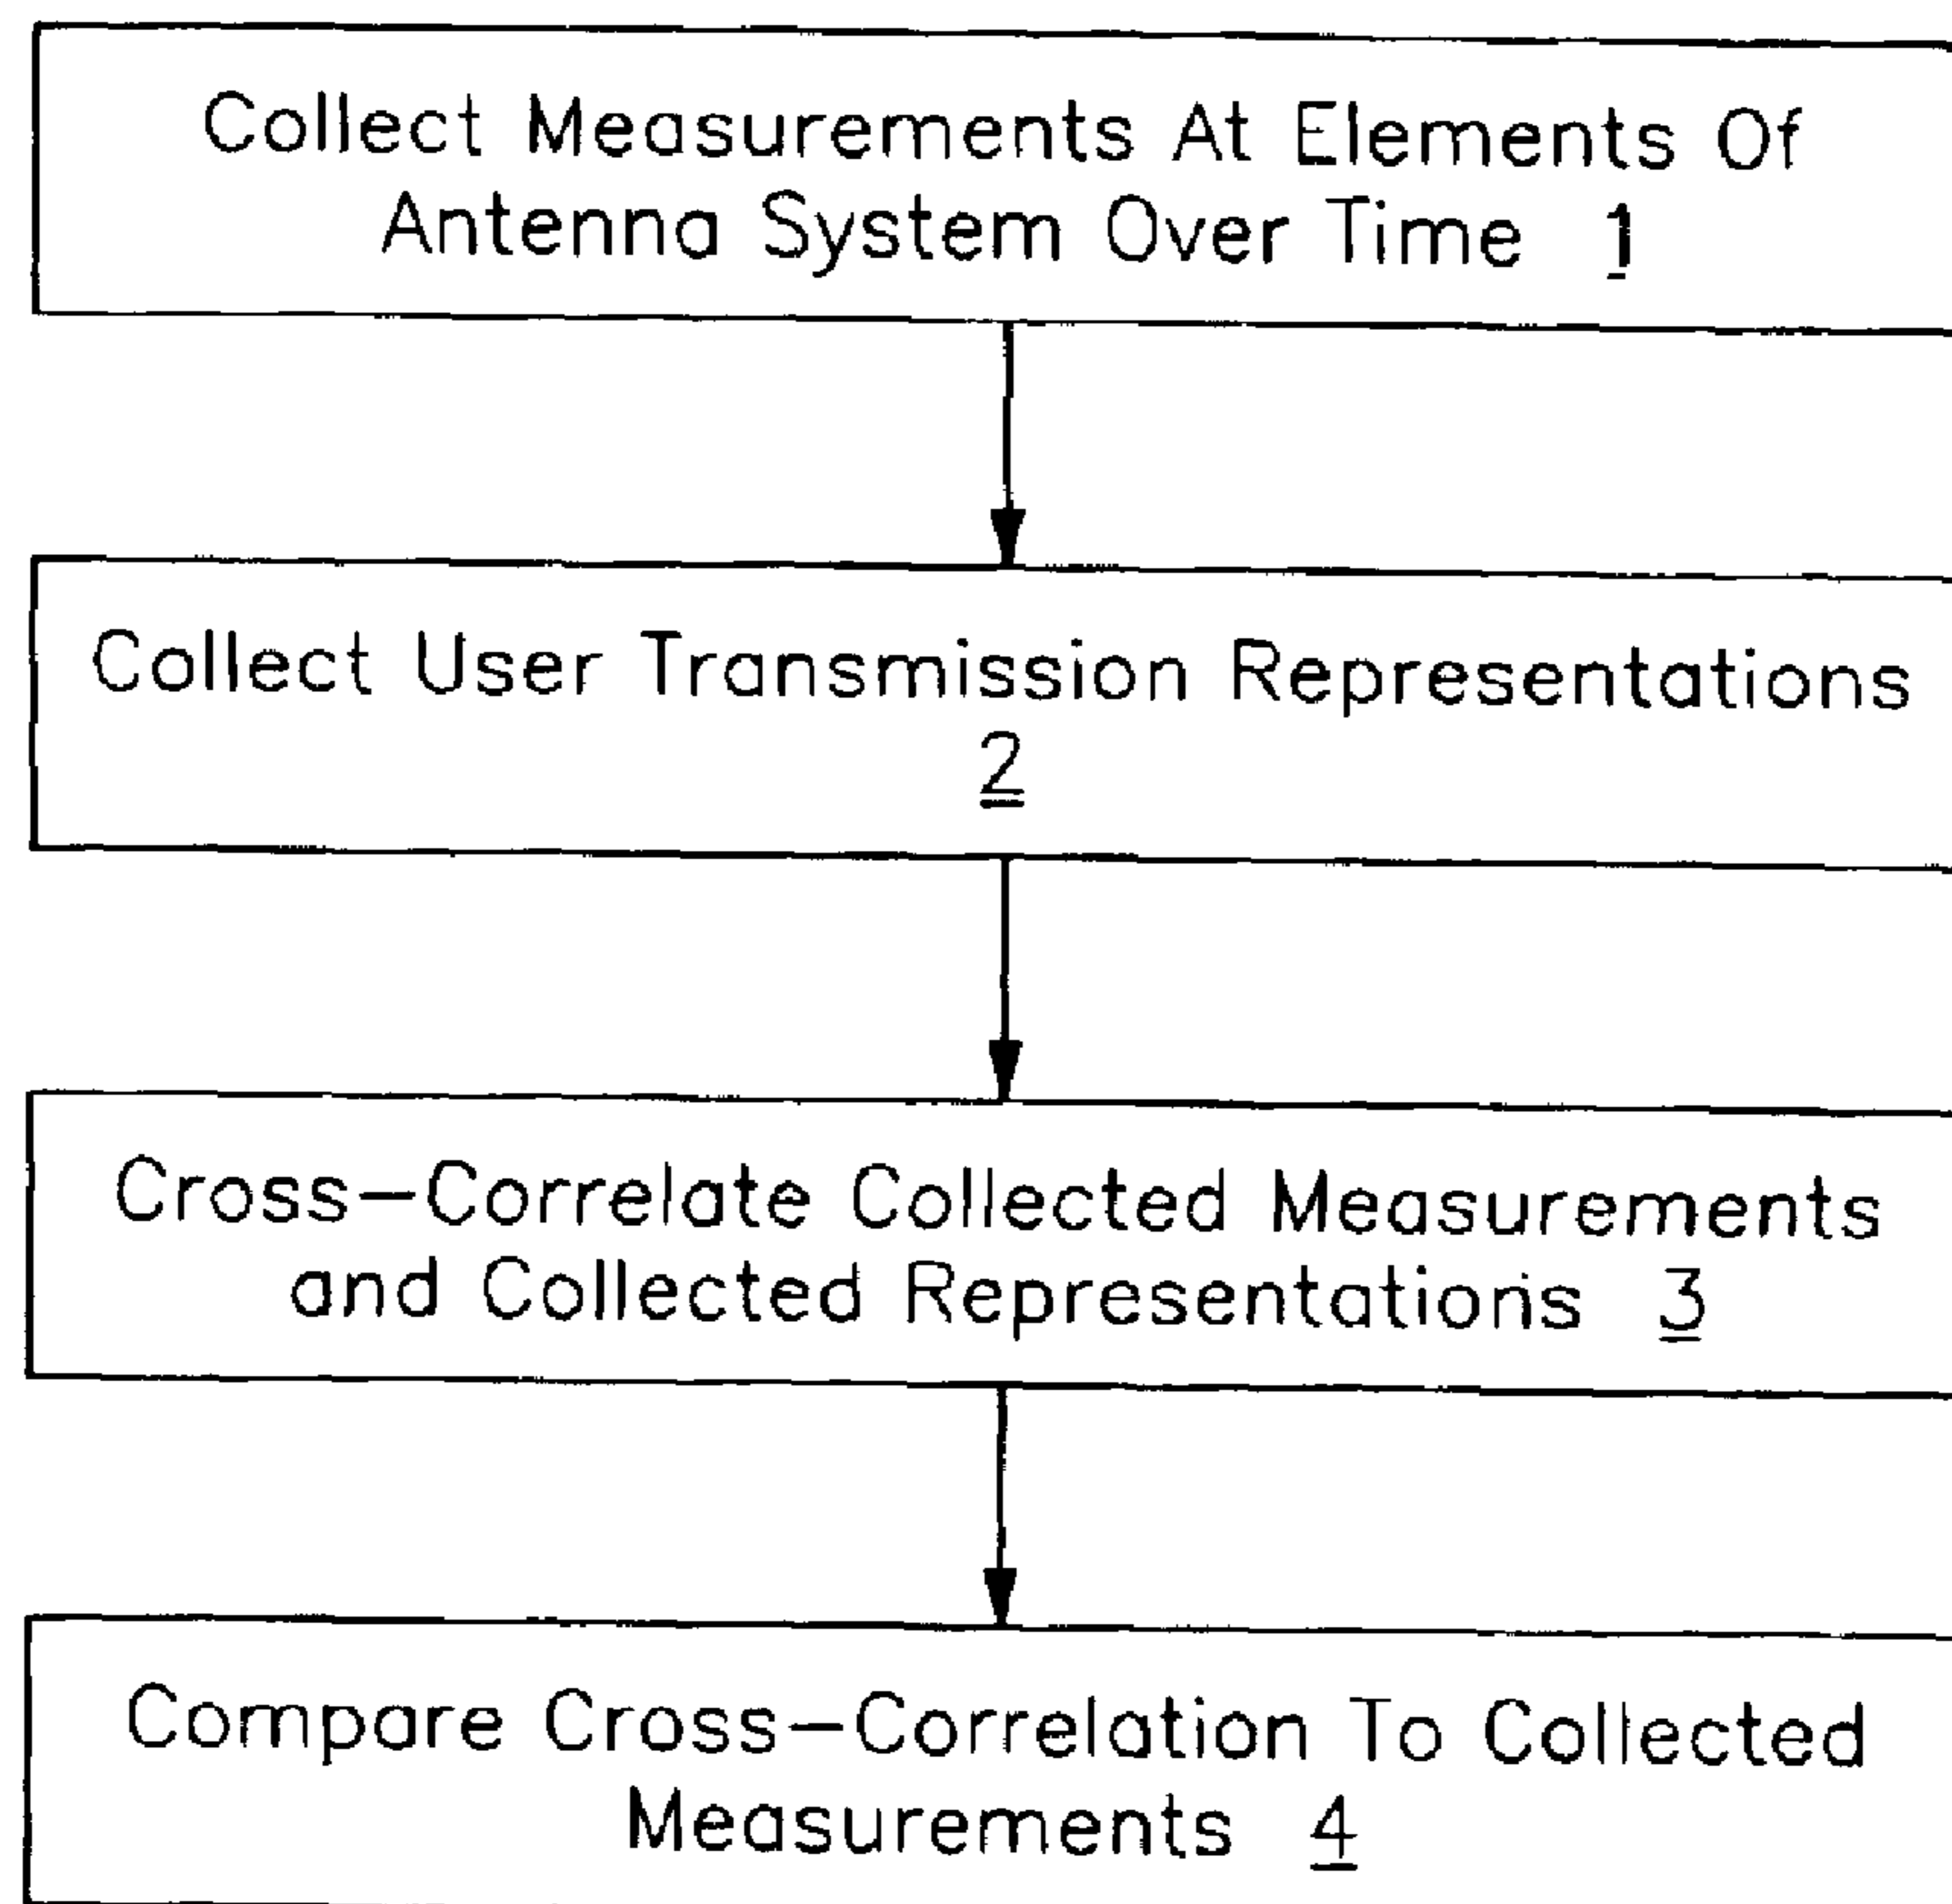 Collect Measurements At Elements Of
Antenna System Over Time 1
Collect User Transmission Representations
2
Cross-Correlate Collected Measurements
and Collected Representations 3
Compare Cross-Correlation To Collected
Measurements 4